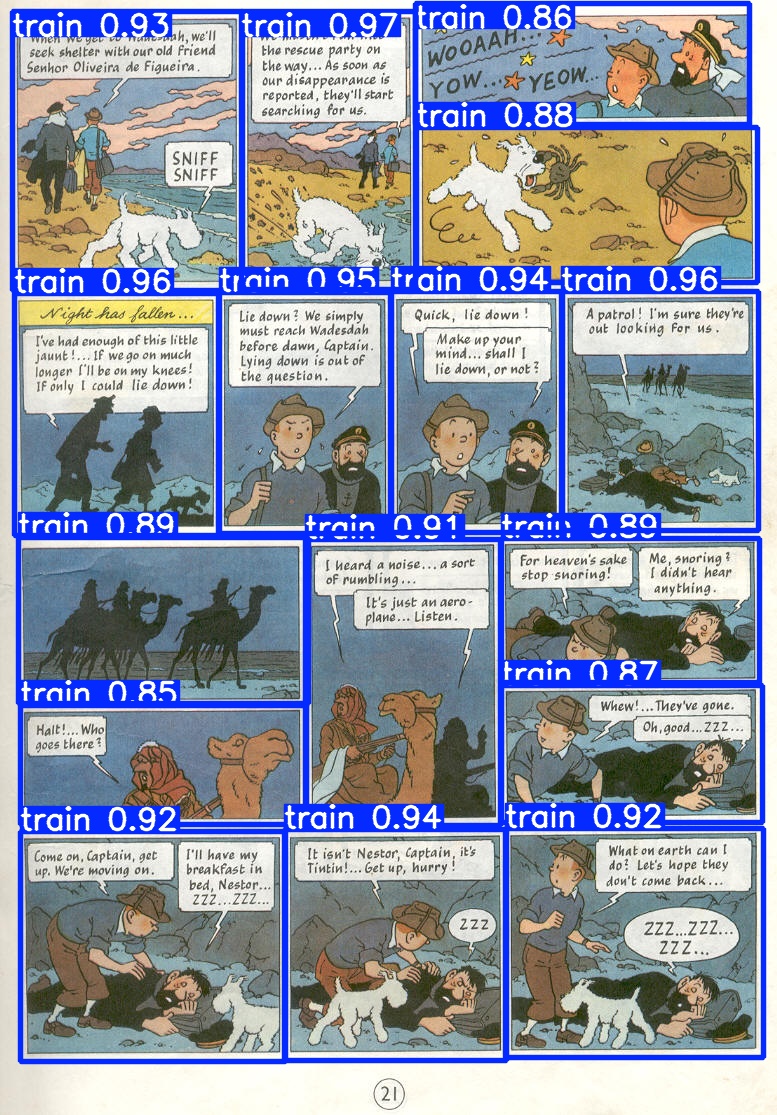 train 0.93
When we get to Wadesdah, we'll
seek shelter with our old friend
Senhor Oliveira de Figueira.
SNIFF
SNIFF
train 0.97
the rescue party on
the way... As soon as
our disappearance is
reported, they'll start
searching for us.
train 0.86
WOOAAH...
YOW... YEOW...
train 0.88
train 0.96
Night has fallen...
I've had enough of this little
jaunt!... If we go on much
longer I'll be on my knees!
If only I could lie down!
train 0.95
Lie down? We simply
must reach Wadesdah
before dawn, Captain.
Lying down is out of
the question.
train 0.94
Quick, lie down!
Make up your
mind... shall I
lie down, or not?
train 0.96
A patrol! I'm sure they're
out looking for us.
train 0.89
train 0.91
I heard a noise... a sort
of rumbling...
It's just an aero-
plane... Listen.
train 0.89
For heaven's sake
stop snoring!
Me, snoring?
I didn't hear
anything.
train 0.85
Halt!... Who
goes there?
train 0.87
Whew!... They've gone.
Oh, good... ZZZ...
train 0.92
Come on, Captain, get
up. We're moving on.
I'll have my
breakfast in
bed, Nestor...
ZZZ...ZZZ...
train 0.94
It isn't Nestor, Captain, it's
Tintin!... Get up, hurry!
ZZZ
train 0.92
What on earth can I
do? Let's hope they
don't come back...
ZZZ...ZZZ...
ZZZ...
21